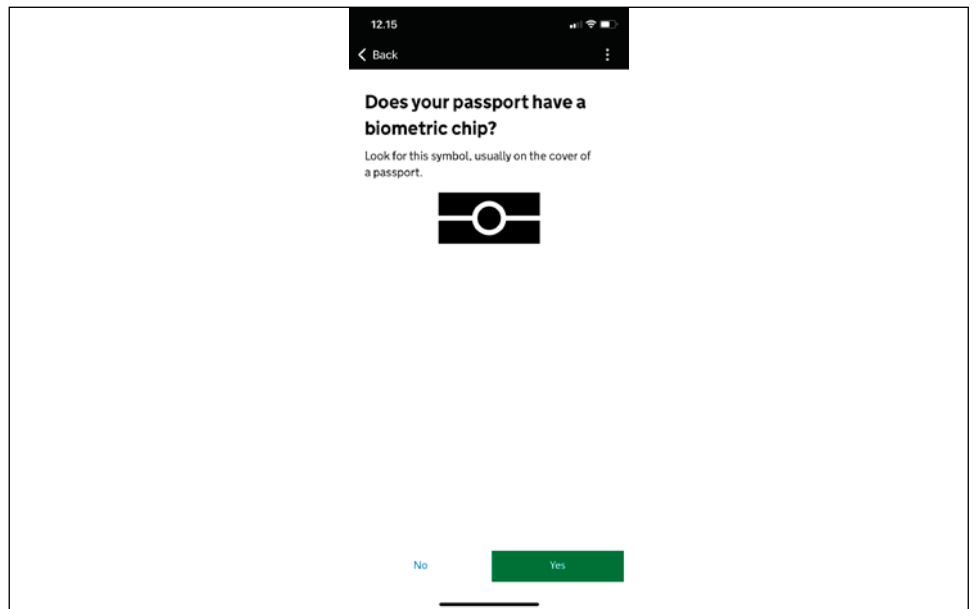 12.15
Back
Does your passport have a
biometric chip?
Look for this symbol, usually on the cover of
a passport.
No
Yes